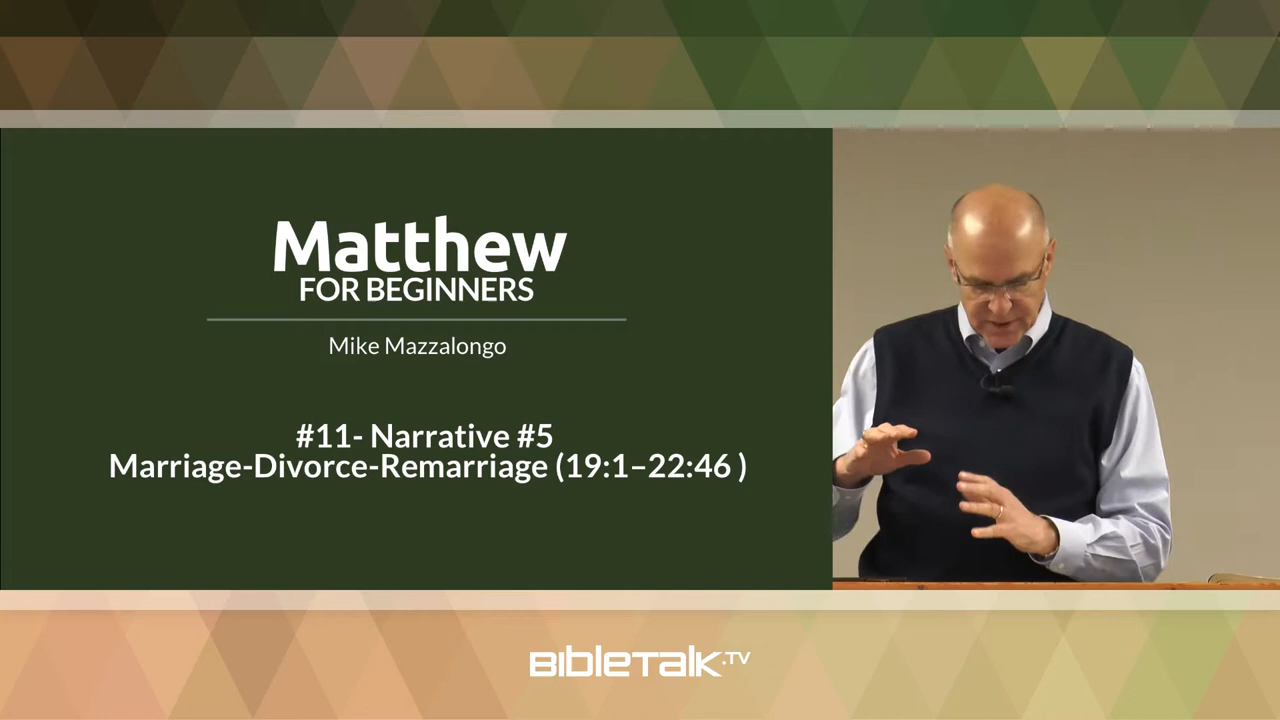 Matthew
FOR BEGINNERS
Mike Mazzalongo
#11- Narrative #5
Marriage-Divorce-Remarriage (19:1–22:46 )
BIBLETALK.TV